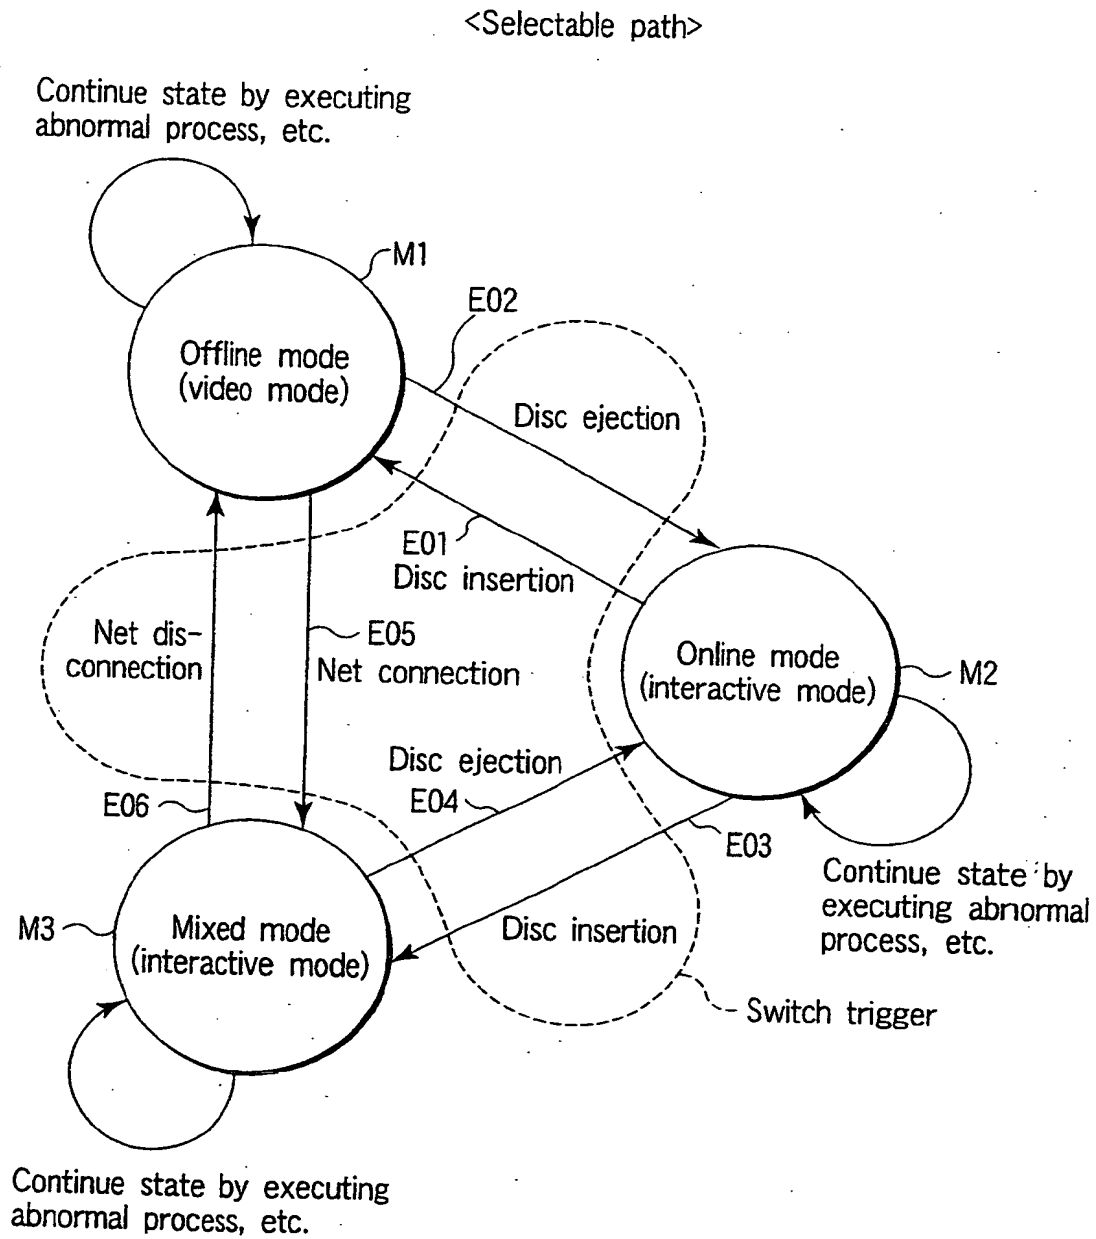 <Selectable path>
Continue state by executing
abnormal process, etc.
M1
E02
Offline mode
(video mode)
Disc ejection
E01
Disc insertion
Net dis-
connection
E05
Net connection
Online mode
(interactive mode)
M2
Disc ejection
E04
E06
E03
Continue state by
executing abnormal
process, etc.
M3
Mixed mode
(interactive mode)
Disc insertion
Switch trigger
Continue state by executing
abnormal process, etc.